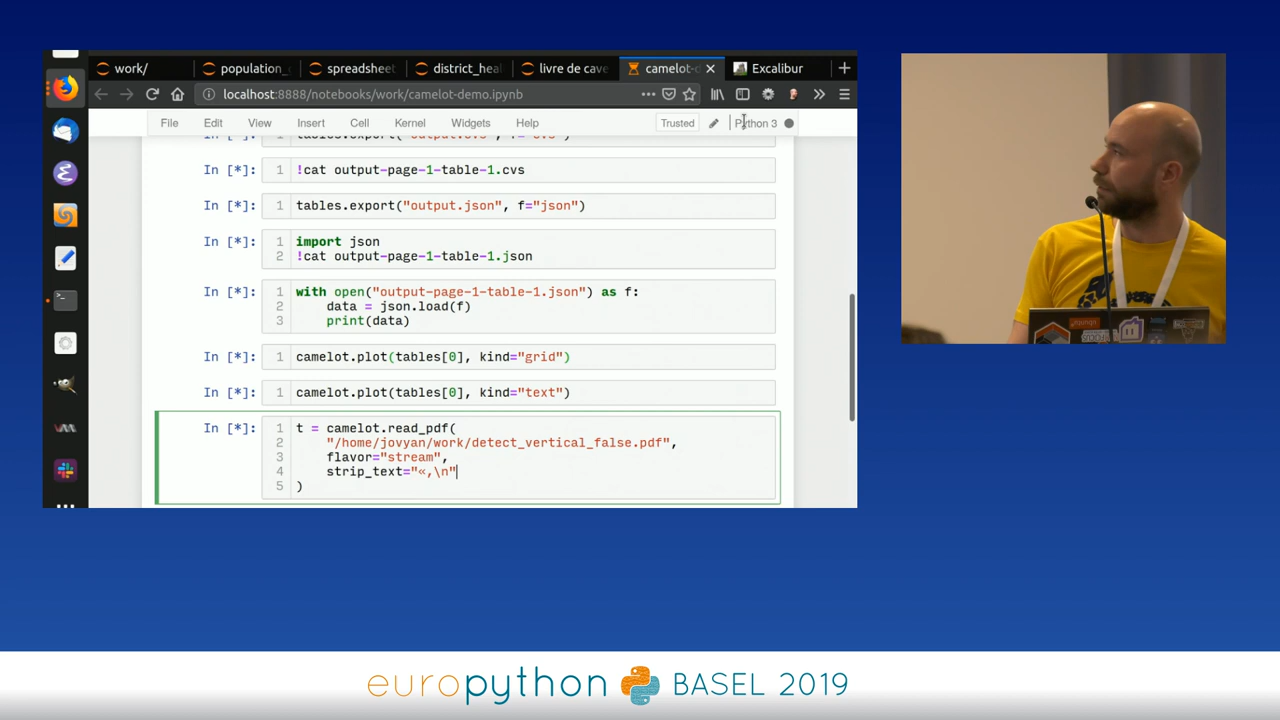 work/
population_
spreadsheet
district_heal
livre de cave
camelot-d
Excalibur
localhost:8888/notebooks/work/camelot-demo.ipynb
File Edit View Insert Cell Kernel Widgets Help
Trusted
Python 3
In [*]: 1 !cat output-page-1-table-1.cvs
In [*]: 1 tables.export("output.json", f="json")
In [*]: 1 import json
2 !cat output-page-1-table-1.json
In [*]: 1 with open("output-page-1-table-1.json") as f:
2 data = json.load(f)
3 print(data)
In [*]: 1 camelot.plot(tables[0], kind="grid")
In [*]: 1 camelot.plot(tables[0], kind="text")
In [*]: 1 t = camelot.read_pdf(
2 "/home/jovyan/work/detect_vertical_false.pdf",
3 flavor="stream",
4 strip_text="«,\n"
5 )
europython BASEL 2019